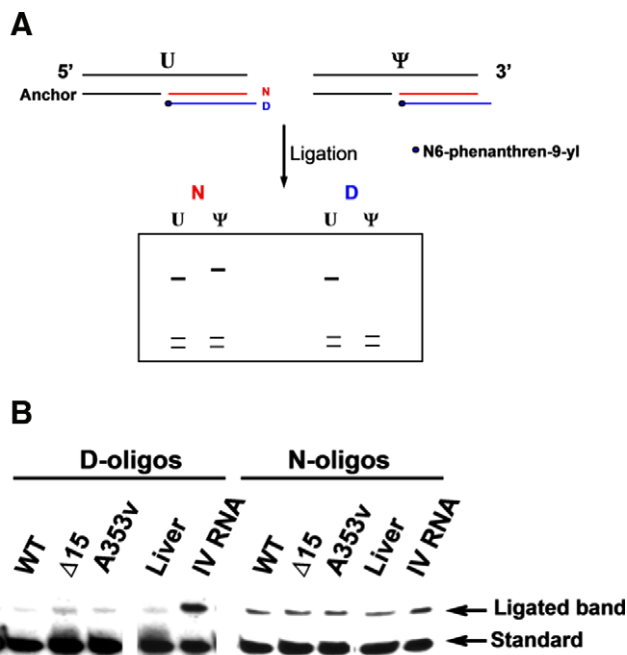 A
U Ψ
5’ 3’
Anchor N
D
Ligation N6-phenanthren-9-yl
N D
U Ψ U Ψ
B
D-oligos N-oligos
WT Δ15 A353v Liver IV RNA WT Δ15 A353v Liver IV RNA
Ligated band
Standard